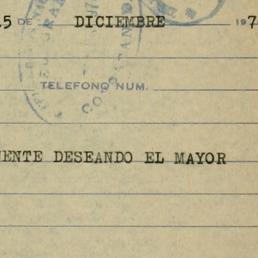 5 DE DICIEMBRE 197
TELEFONO NUM.
ENTE DESEANDO EL MAYOR